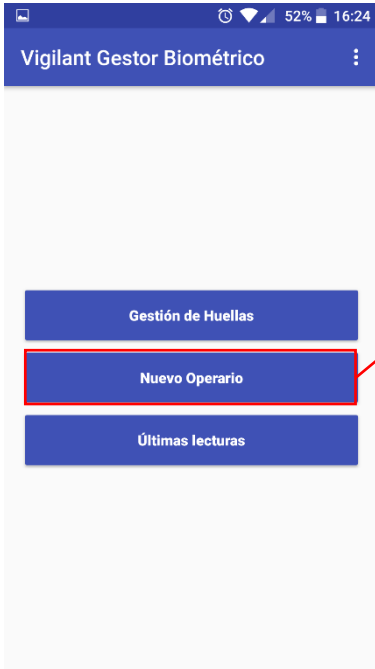 52% 16:24
Vigilant Gestor Biométrico
Gestión de Huellas
Nuevo Operario
Últimas lecturas